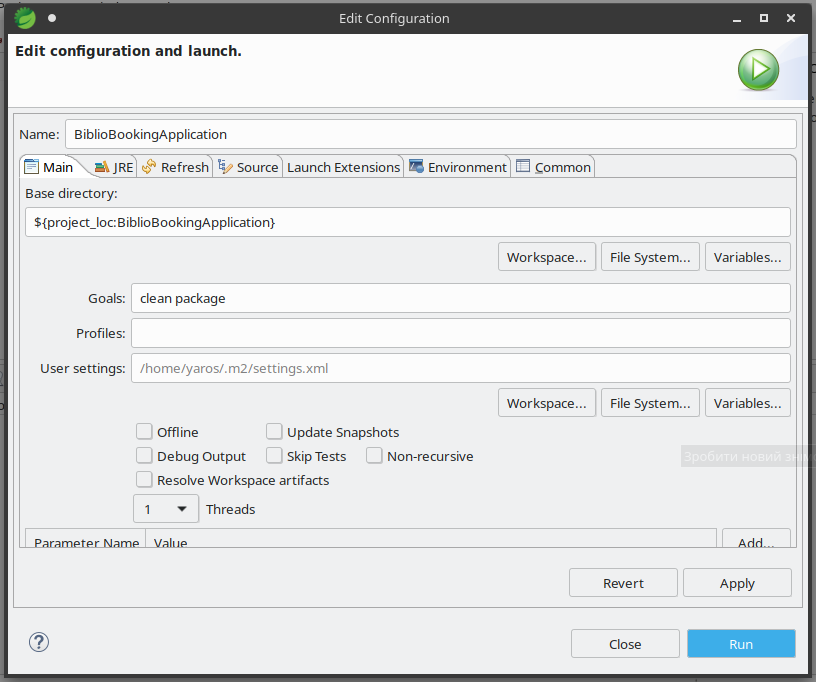 Edit Configuration
Edit configuration and launch.
Name: BiblioBookingApplication
Main JRE Refresh Source Launch Extensions Environment Common
Base directory:
${project_loc:BiblioBookingApplication}
Workspace... File System... Variables...
Goals: clean package
Profiles:
User settings: /home/yaros/.m2/settings.xml
Workspace... File System... Variables...
Offline Update Snapshots
Debug Output Skip Tests Non-recursive
Зробити новий
Resolve Workspace artifacts
1 Threads
Parameter Name Value Add...
Revert Apply
? Close Run